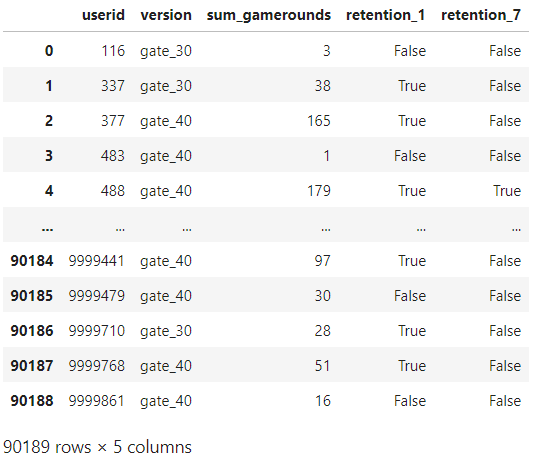 userid version sum_gamerounds retention_1 retention_7
0 116 gate_30 3 False False
1 337 gate_30 38 True False
2 377 gate_40 165 True False
3 483 gate_40 1 False False
4 488 gate_40 179 True True
... ... ... ... ... ...
90184 9999441 gate_40 97 True False
90185 9999479 gate_40 30 False False
90186 9999710 gate_30 28 True False
90187 9999768 gate_40 51 True False
90188 9999861 gate_40 16 False False
90189 rows × 5 columns